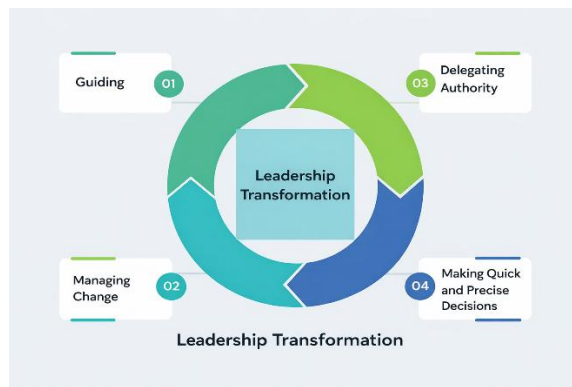 Guiding
01
03
Delegating
Authority
Leadership
Transformation
Managing
Change
02
04
Making Quick
and Precise
Decisions
Leadership Transformation